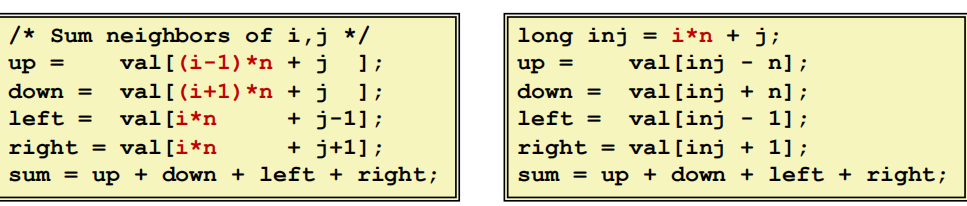 /* Sum neighbors of i,j */
up =    val[(i-1)*n + j  ];
down =  val[(i+1)*n + j  ];
left =  val[i*n     + j-1];
right = val[i*n     + j+1];
sum = up + down + left + right;
long inj = i*n + j;
up =    val[inj - n];
down =  val[inj + n];
left =  val[inj - 1];
right = val[inj + 1];
sum = up + down + left + right;